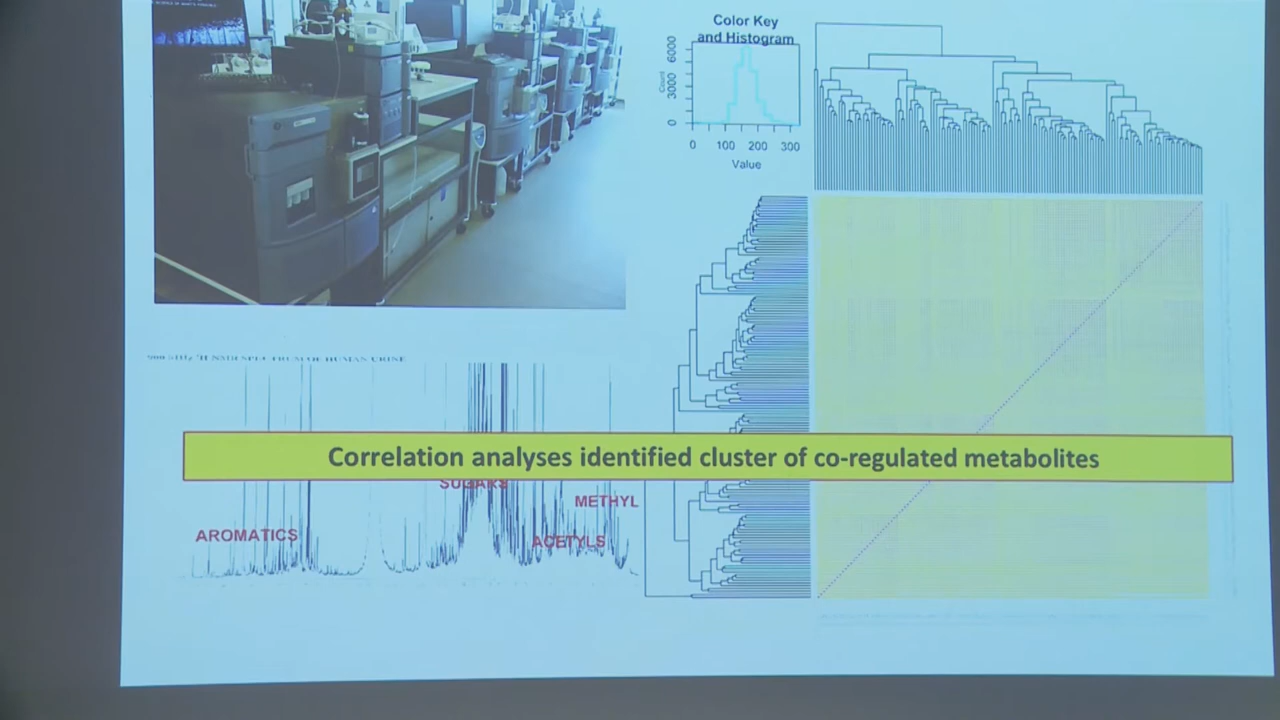 Color Key
and Histogram
Count
0 3000 6000
0 100 200 300
Value
900 MHz ¹H NMR SPECTRUM OF HUMAN URINE
Correlation analyses identified cluster of co-regulated metabolites
SUGARS
METHYL
AROMATICS
ACETYLS